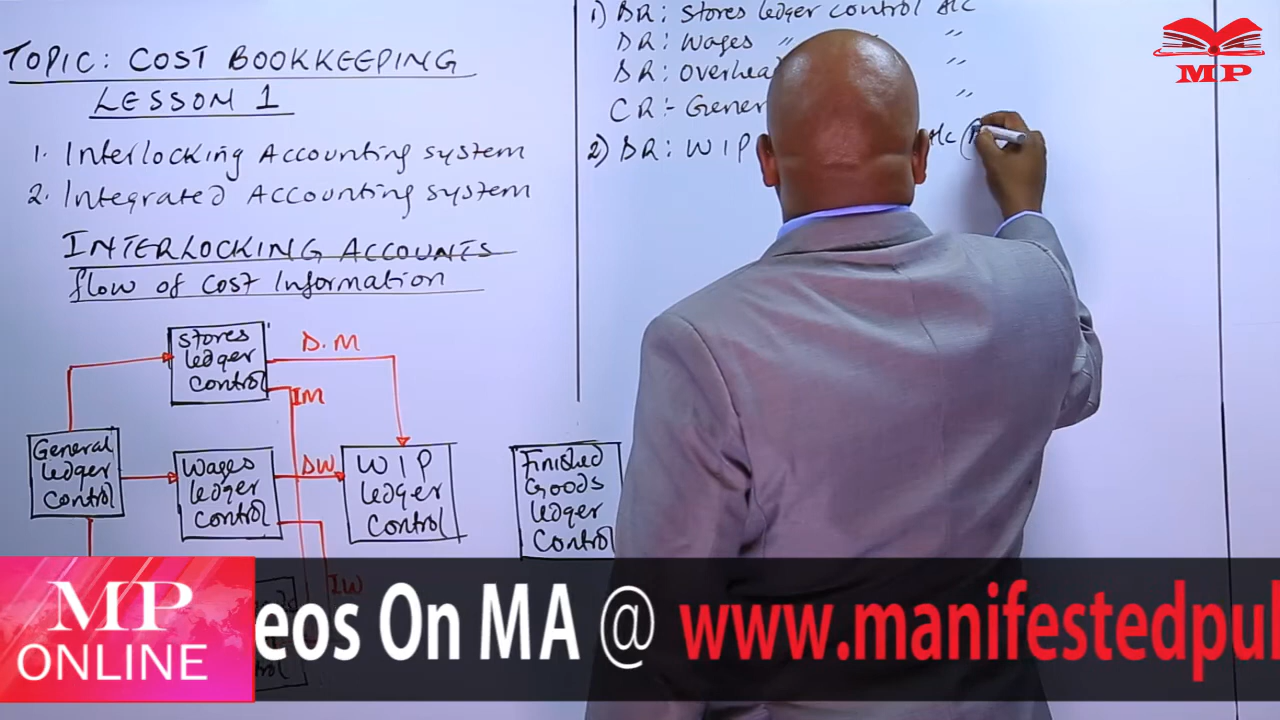 TOPIC: COST BOOKKEEPING
LESSON 1
1. Interlocking Accounting system
2. Integrated Accounting system
INTERLOCKING ACCOUNTS
flow of cost Information
Stores
ledger
control
D.M
IM
General
ledger
control
Wages
ledger
control
DW
IW
WIP
ledger
control
Finished
Goods
ledger
control
1) DR: Stores ledger control A/c
DR: Wages " "
DR: Overhea "
CR:- Gener "
2) DR: WIP A/c (
MP
MP
ONLINE
eos On MA @ www.manifestedpul